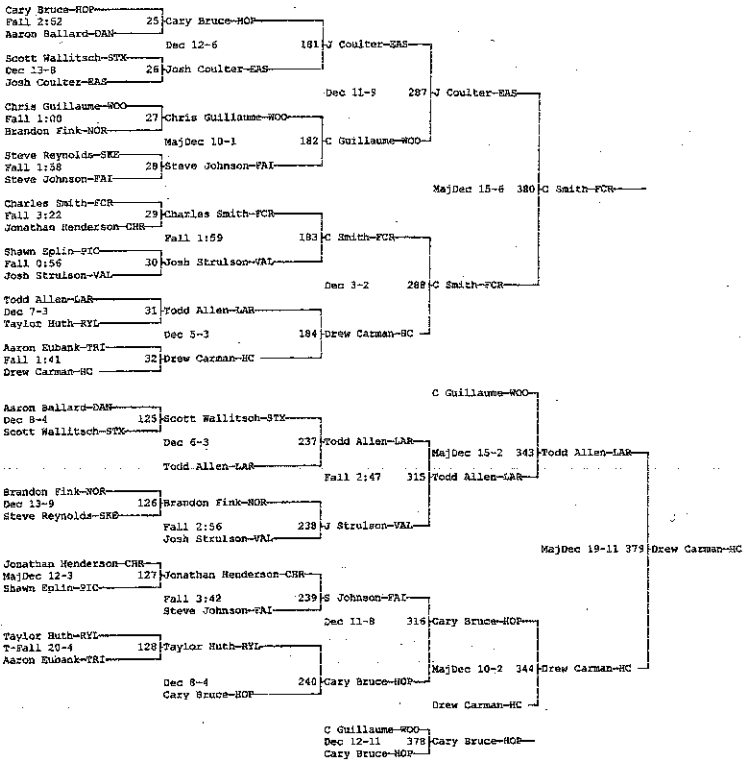 Cary Bruce-HOP
Fall 2:52 25 Cary Bruce-HOP
Aaron Ballard-DAN
Dec 12-6 181 J Coulter-EAS
Scott Wallitsch-STX
Dec 13-8 26 Josh Coulter-EAS
Josh Coulter-EAS
Dec 11-9 287 J Coulter-EAS
Chris Guillaume-WOO
Fall 1:00 27 Chris Guillaume-WOO
Brandon Fink-NOR
MajDec 10-1 182 C Guillaume-WOO
Steve Reynolds-SKE
Fall 1:38 28 Steve Johnson-FAI
Steve Johnson-FAI
MajDec 15-6 380 C Smith-FCR
Charles Smith-FCR
Fall 3:22 29 Charles Smith-FCR
Jonathan Henderson-CHR
Fall 1:59 183 C Smith-FCR
Shawn Eplin-PIC
Fall 0:56 30 Josh Strulson-VAL
Josh Strulson-VAL
Dec 3-2 288 C Smith-FCR
Todd Allen-LAR
Dec 7-3 31 Todd Allen-LAR
Taylor Huth-RYL
Dec 5-3 184 Drew Carman-HC
Aaron Eubank-TRI
Fall 1:41 32 Drew Carman-HC
Drew Carman-HC
C Guillaume-WOO
Aaron Ballard-DAN
Dec 8-4 125 Scott Wallitsch-STX
Scott Wallitsch-STX
Dec 6-3 237 Todd Allen-LAR
MajDec 15-2 343 Todd Allen-LAR
Todd Allen-LAR
Fall 2:47 315 Todd Allen-LAR
Brandon Fink-NOR
Dec 13-9 126 Brandon Fink-NOR
Steve Reynolds-SKE
Fall 2:56 238 J Strulson-VAL
Josh Strulson-VAL
MajDec 19-11 379 Drew Carman-HC
Jonathan Henderson-CHR
MajDec 12-3 127 Jonathan Henderson-CHR
Shawn Eplin-PIC
Fall 3:42 239 S Johnson-FAI
Steve Johnson-FAI
Dec 11-8 316 Cary Bruce-HOP
Taylor Huth-RYL
T-Fall 20-4 128 Taylor Huth-RYL
Aaron Eubank-TRI
MajDec 10-2 344 Drew Carman-HC
Dec 8-4 240 Cary Bruce-HOP
Cary Bruce-HOP
Drew Carman-HC
C Guillaume-WOO
Dec 12-11 378 Cary Bruce-HOP
Cary Bruce-HOP